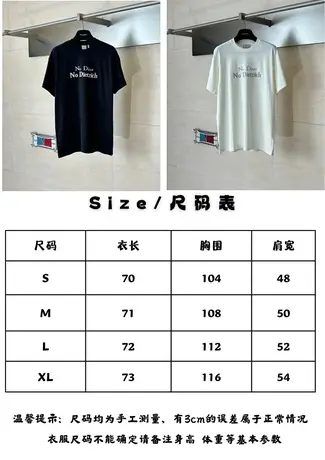 No Dior
No Dietrich
No Dior
No Dietrich
Size/尺码表
尺码 衣长 胸围 肩宽
S 70 104 48
M 71 108 50
L 72 112 52
XL 73 116 54
温馨提示: 尺码均为手工测量、有3cm的误差属于正常情况
衣服尺码不能确定请备注身高 体重等基本参数